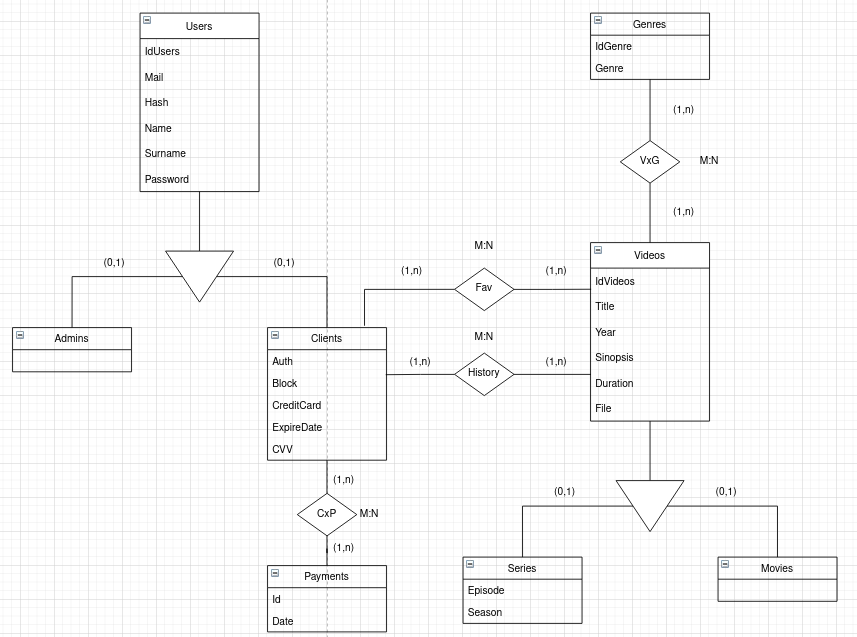 Users
IdUsers
Mail
Hash
Name
Surname
Password
Genres
IdGenre
Genre
(1,n)
VxG
M:N
(1,n)
(0,1)
(0,1)
Admins
M:N
(1,n)
Fav
(1,n)
M:N
(1,n)
History
(1,n)
Clients
Auth
Block
CreditCard
ExpireDate
CVV
Videos
IdVideos
Title
Year
Sinopsis
Duration
File
(1,n)
CxP
M:N
(1,n)
Payments
Id
Date
(0,1)
(0,1)
Series
Episode
Season
Movies